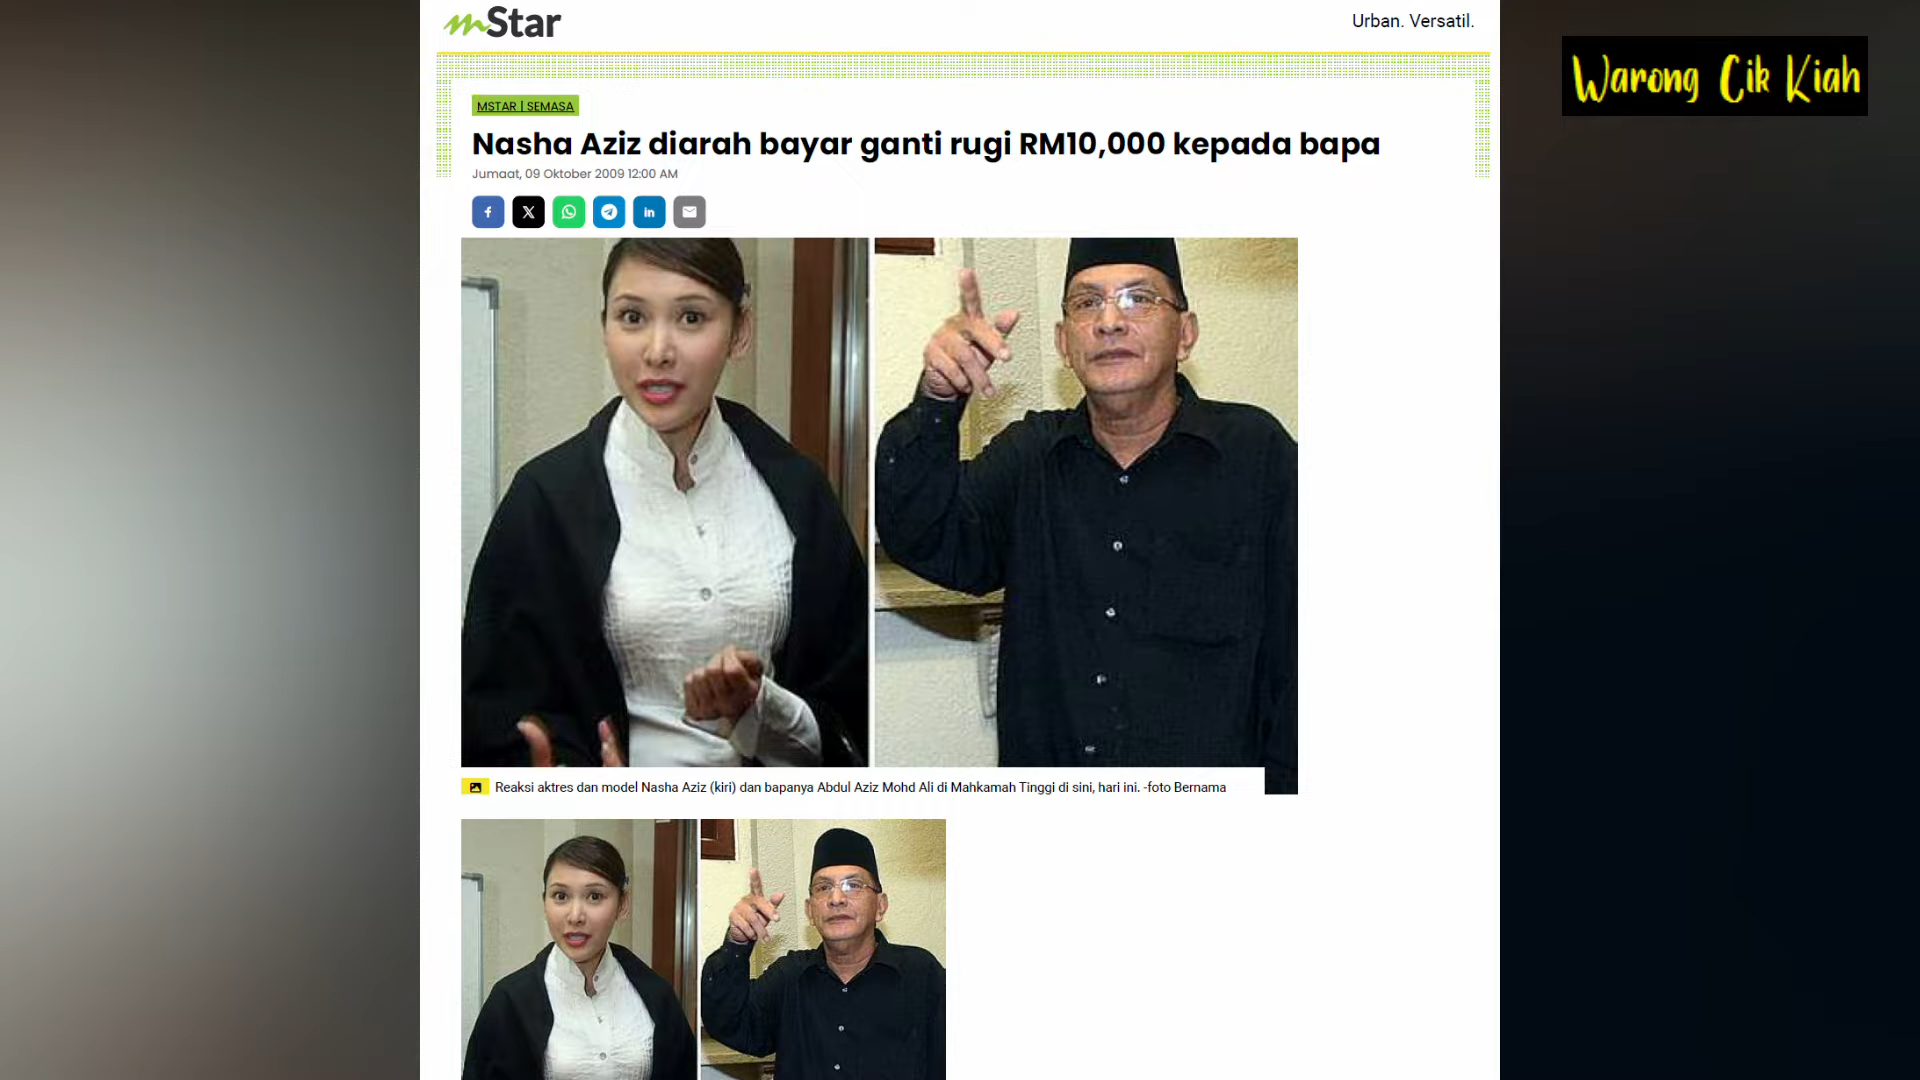 mStar
Urban. Versatil.
Warong Cik Kiah
MSTAR | SEMASA
Nasha Aziz diarah bayar ganti rugi RM10,000 kepada bapa
Jumaat, 09 Oktober 2009 12:00 AM
Reaksi aktres dan model Nasha Aziz (kiri) dan bapanya Abdul Aziz Mohd Ali di Mahkamah Tinggi di sini, hari ini. -foto Bernama